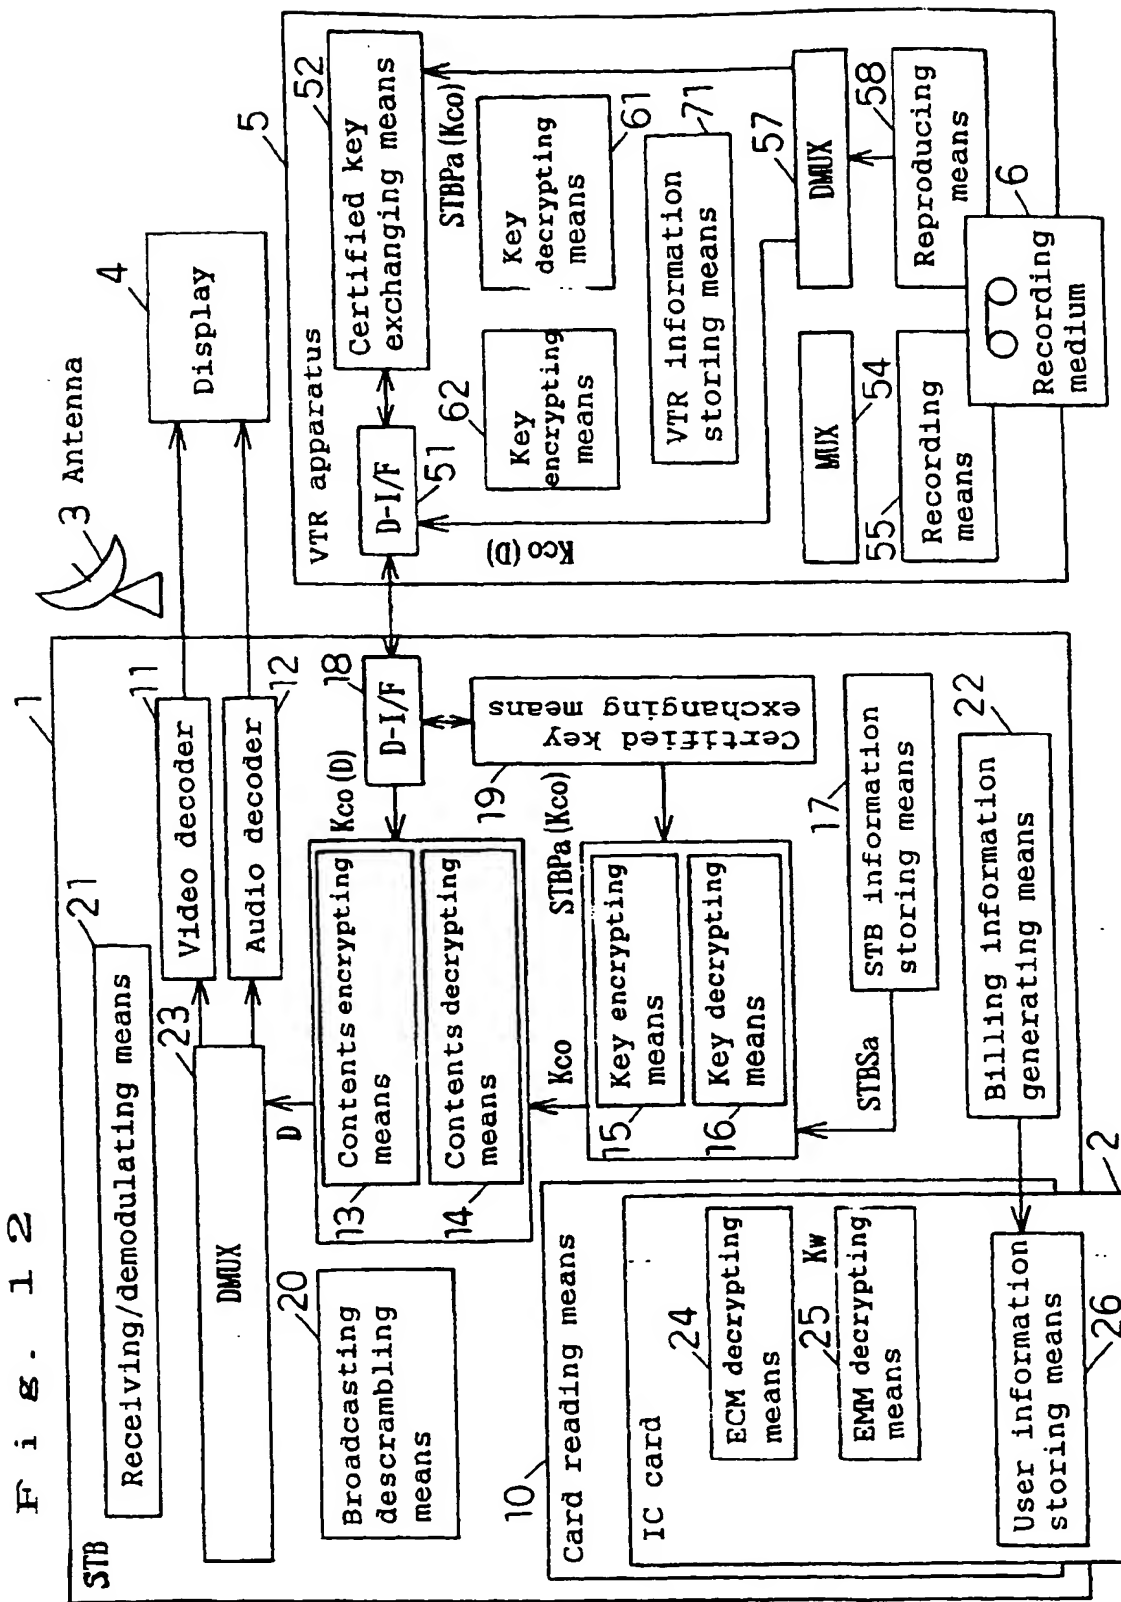 Fig. 12
STB
1
Receiving/demodulating means
21
DMUX
23
Video decoder
11
Audio decoder
12
3 Antenna
4
Display
20
Broadcasting
descrambling
means
D
Contents encrypting
means
13
Contents decrypting
means
14
Kco (D)
D-I/F
18
19
Certified key
exchanging means
Kco
STBPa (Kco)
Key encrypting
means
15
Key decrypting
means
16
STBSa
17
STB information
storing means
22
Billing information
generating means
10
Card reading means
IC card
2
24
ECM decrypting
means
25
Kw
EMM decrypting
means
User information
storing means
26
5
VTR apparatus
D-I/F
51
52
Certified key
exchanging means
STBPa (Kco)
62
Key
encrypting
means
Key
decrypting
means
61
VTR information
storing means
71
Kco (D)
MUX
54
DMUX
57
55
Recording
means
Reproducing
means
58
Recording
medium
6